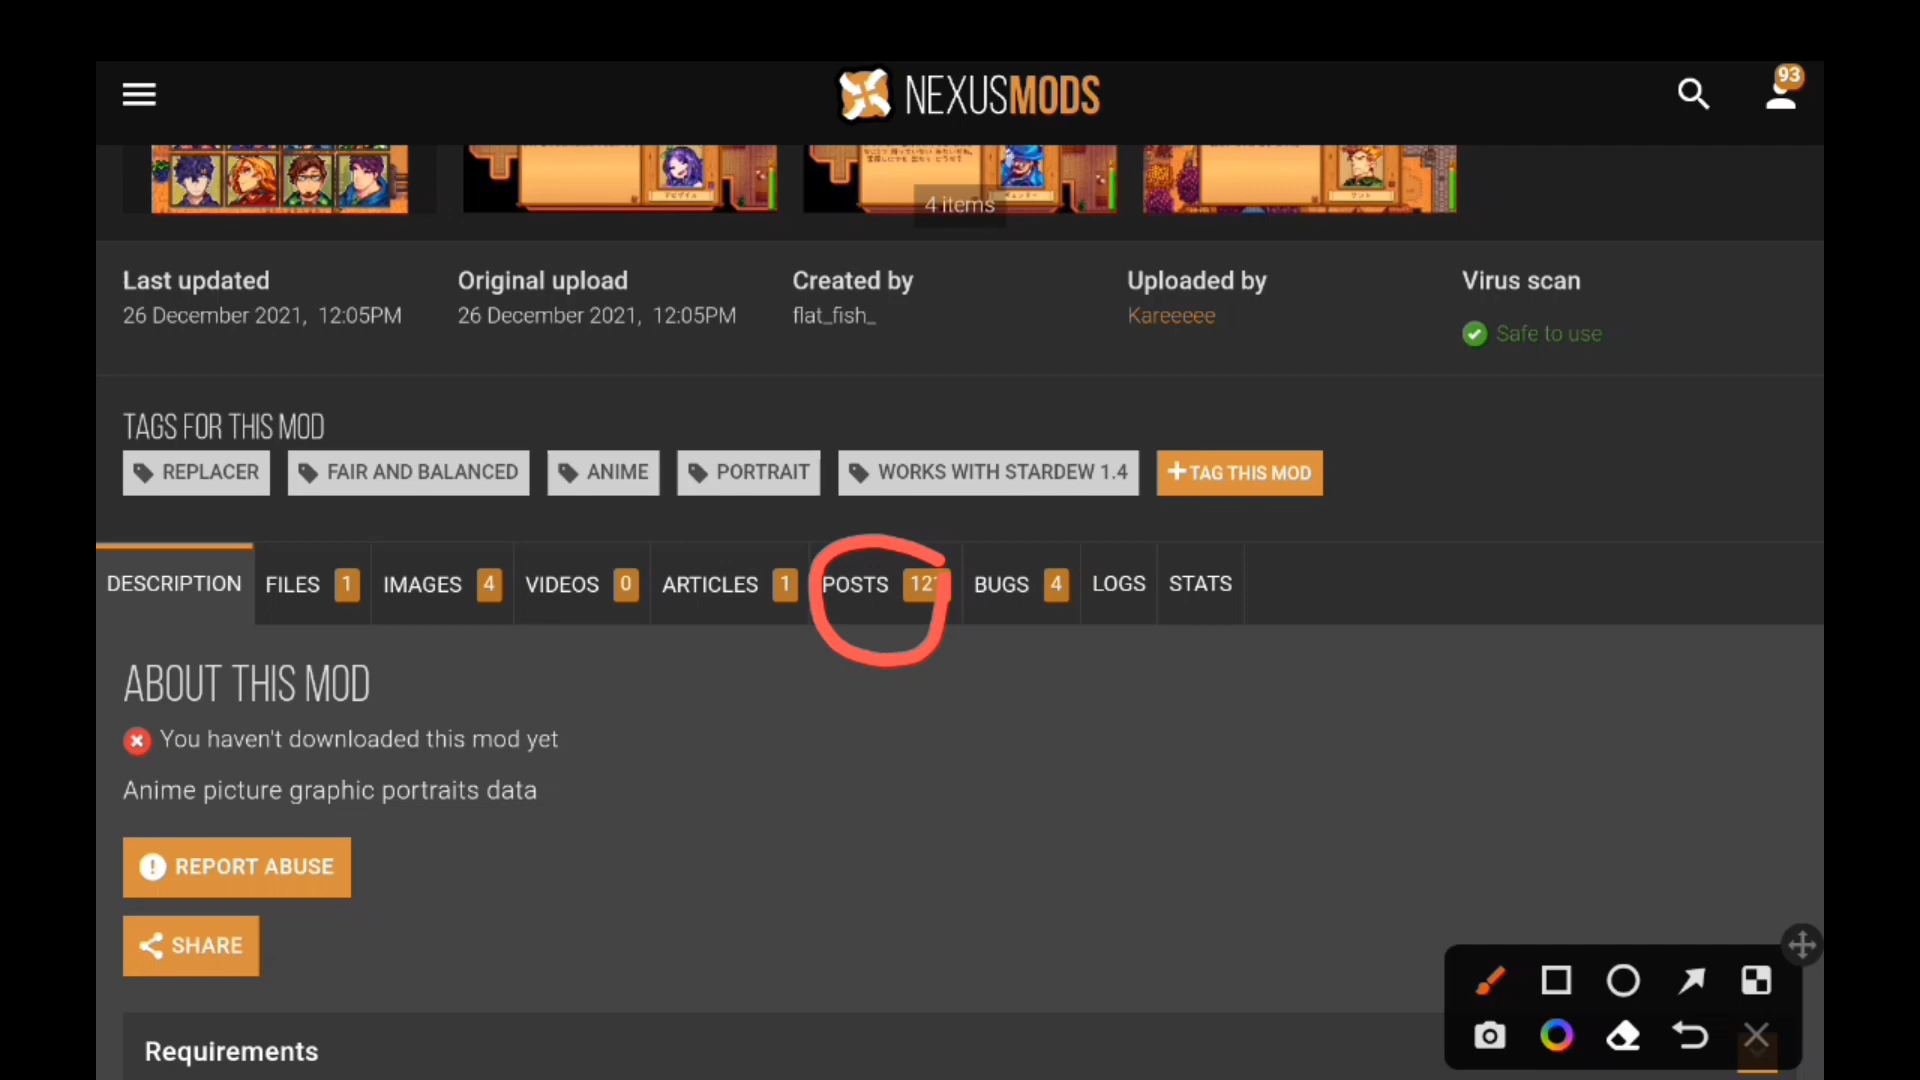 93
NEXUSMODS
4 items
Last updated
26 December 2021, 12:05PM
Original upload
26 December 2021, 12:05PM
Created by
flat_fish_
Uploaded by
Kareeeee
Virus scan
Safe to use
TAGS FOR THIS MOD
REPLACER
FAIR AND BALANCED
ANIME
PORTRAIT
WORKS WITH STARDEW 1.4
+TAG THIS MOD
DESCRIPTION
FILES 1
IMAGES 4
VIDEOS 0
ARTICLES 1
POSTS
BUGS 4
LOGS
STATS
ABOUT THIS MOD
You haven't downloaded this mod yet
Anime picture graphic portraits data
REPORT ABUSE
SHARE
Requirements